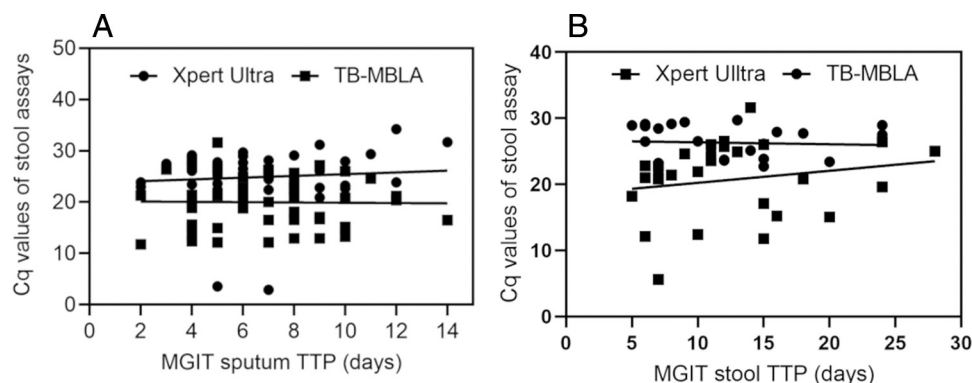 A
Cq values of stool assays
50
40
30
20
10
0
Xpert Ultra TB-MBLA
0 2 4 6 8 10 12 14
MGIT sputum TTP (days)
B
Cq values of stool assay
40
30
20
10
0
Xpert Ulltra TB-MBLA
0 5 10 15 20 25 30
MGIT stool TTP (days)